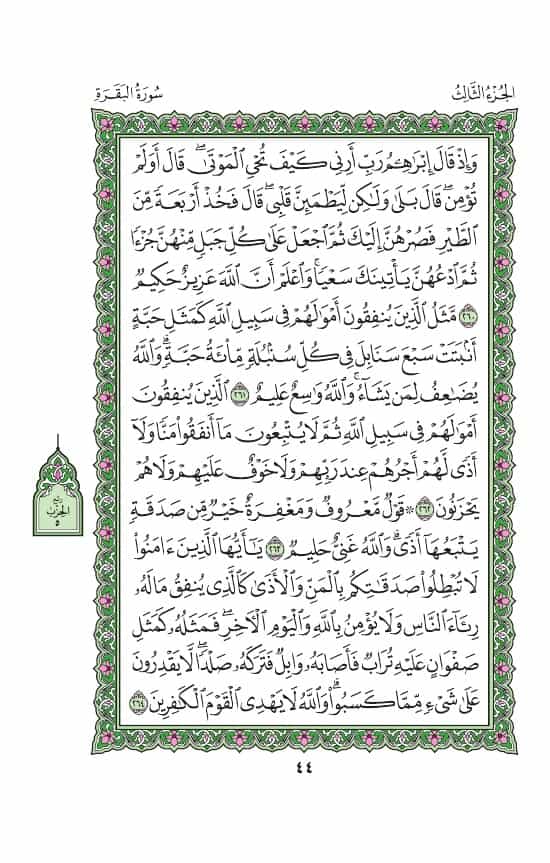 الجُزْءُ الثَّالِثُ
سُورَةُ البَقَرَةِ
وَإِذْ قَالَ إِبْرَٰهِـۧمُ رَبِّ أَرِنِى كَيْفَ تُحْىِ ٱلْمَوْتَىٰ ۖ قَالَ أَوَلَمْ
تُؤْمِن ۖ قَالَ بَلَىٰ وَلَٰكِن لِّيَطْمَئِنَّ قَلْبِى ۖ قَالَ فَخُذْ أَرْبَعَةً مِّنَ
ٱلطَّيْرِ فَصُرْهُنَّ إِلَيْكَ ثُمَّ ٱجْعَلْ عَلَىٰ كُلِّ جَبَلٍ مِّنْهُنَّ جُزْءًا
ثُمَّ ٱدْعُهُنَّ يَأْتِينَكَ سَعْيًا ۚ وَٱعْلَمْ أَنَّ ٱللَّهَ عَزِيزٌ حَكِيمٌ
٢٦٠ مَّثَلُ ٱلَّذِينَ يُنفِقُونَ أَمْوَٰلَهُمْ فِى سَبِيلِ ٱللَّهِ كَمَثَلِ حَبَّةٍ
أَنۢبَتَتْ سَبْعَ سَنَابِلَ فِى كُلِّ سُنۢبُلَةٍ مِّا۟ئَةُ حَبَّةٍ ۗ وَٱللَّهُ
يُضَٰعِفُ لِمَن يَشَآءُ ۗ وَٱللَّهُ وَٰسِعٌ عَلِيمٌ ٢٦١ ٱلَّذِينَ يُنفِقُونَ
أَمْوَٰلَهُمْ فِى سَبِيلِ ٱللَّهِ ثُمَّ لَا يُتْبِعُونَ مَآ أَنفَقُوا۟ مَنًّا وَلَآ
أَذًى ۙ لَّهُمْ أَجْرُهُمْ عِندَ رَبِّهِمْ وَلَا خَوْفٌ عَلَيْهِمْ وَلَا هُمْ
يَحْزَنُونَ ٢٦٢ ۞ قَوْلٌ مَّعْرُوفٌ وَمَغْفِرَةٌ خَيْرٌ مِّن صَدَقَةٍ
يَتْبَعُهَآ أَذًى ۗ وَٱللَّهُ غَنِىٌّ حَلِيمٌ ٢٦٣ يَٰٓأَيُّهَا ٱلَّذِينَ ءَامَنُوا۟
لَا تُبْطِلُوا۟ صَدَقَٰتِكُم بِٱلْمَنِّ وَٱلْأَذَىٰ كَٱلَّذِى يُنفِقُ مَالَهُۥ
رِئَآءَ ٱلنَّاسِ وَلَا يُؤْمِنُ بِٱللَّهِ وَٱلْيَوْمِ ٱلْءَاخِرِ ۖ فَمَثَلُهُۥ كَمَثَلِ
صَفْوَانٍ عَلَيْهِ تُرَابٌ فَأَصَابَهُۥ وَابِلٌ فَتَرَكَهُۥ صَلْدًا ۖ لَّا يَقْدِرُونَ
عَلَىٰ شَىْءٍ مِّمَّا كَسَبُوا۟ ۗ وَٱللَّهُ لَا يَهْدِى ٱلْقَوْمَ ٱلْكَٰفِرِينَ ٢٦٤
ربع
الحزب
٥
٤٤